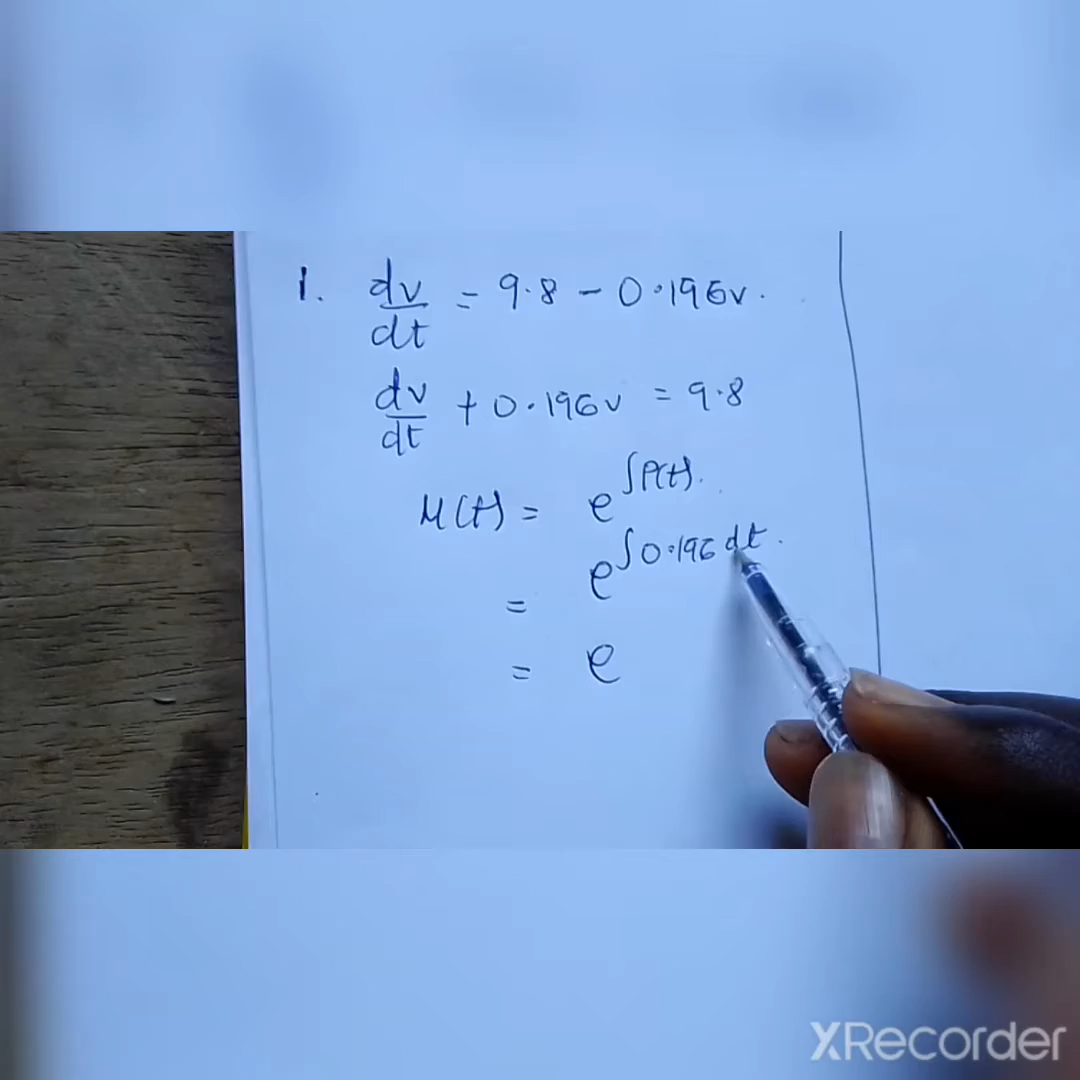 1. dv/dt = 9.8 - 0.196v.
dv/dt + 0.196v = 9.8
μ(t) = e^∫P(t).
= e^∫0.196 dt.
= e
XRecorder